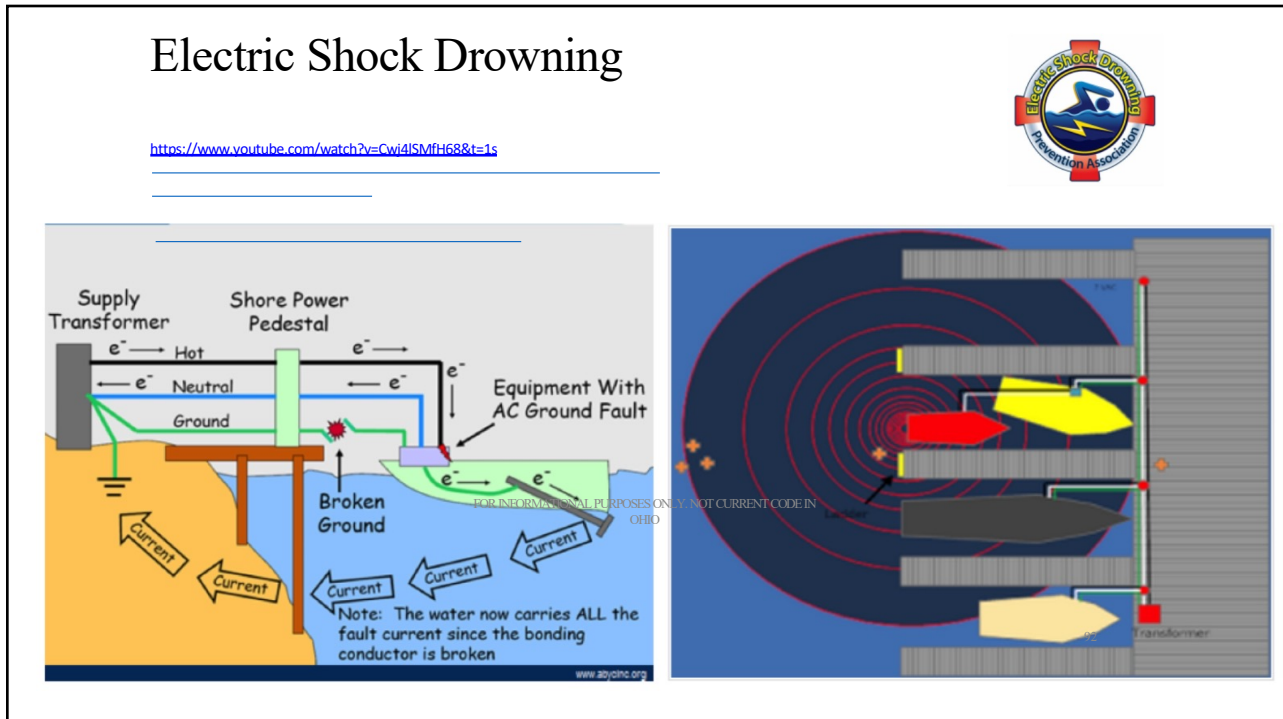 Electric Shock Drowning
Electric Shock Drowning
Prevention Association
https://www.youtube.com/watch?v=Cwj4lSMfH68&t=1s
Supply
Transformer
Shore Power
Pedestal
e⁻ Hot e⁻
e⁻ Neutral e⁻
e⁻
Ground
Equipment With
AC Ground Fault
e⁻ e⁻
Broken
Ground
Current
Current
Current
Current
Current
Note: The water now carries ALL the
fault current since the bonding
conductor is broken
www.abycinc.org
FOR INFORMATIONAL PURPOSES ONLY. NOT CURRENT CODE IN
OHIO
92
Transformer